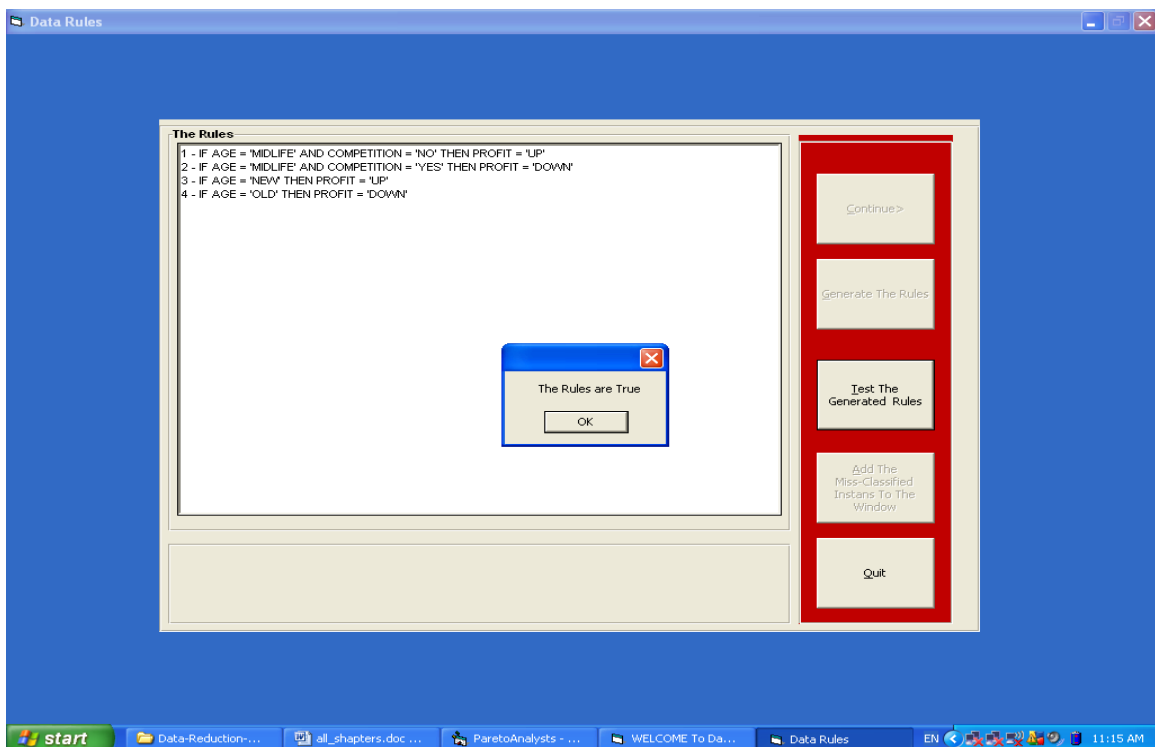 Data Rules
The Rules
1 - IF AGE = 'MIDLIFE' AND COMPETITION = 'NO' THEN PROFIT = 'UP'
2 - IF AGE = 'MIDLIFE' AND COMPETITION = 'YES' THEN PROFIT = 'DOWN'
3 - IF AGE = 'NEW' THEN PROFIT = 'UP'
4 - IF AGE = 'OLD' THEN PROFIT = 'DOWN'
The Rules are True
OK
Continue>
Generate The Rules
Test The
Generated Rules
Add The
Miss-Classified
Instans To The
Window
Quit
start
Data-Reduction-...
all_shapters.doc ...
ParetoAnalysts - ...
WELCOME To Da...
Data Rules
EN
11:15 AM